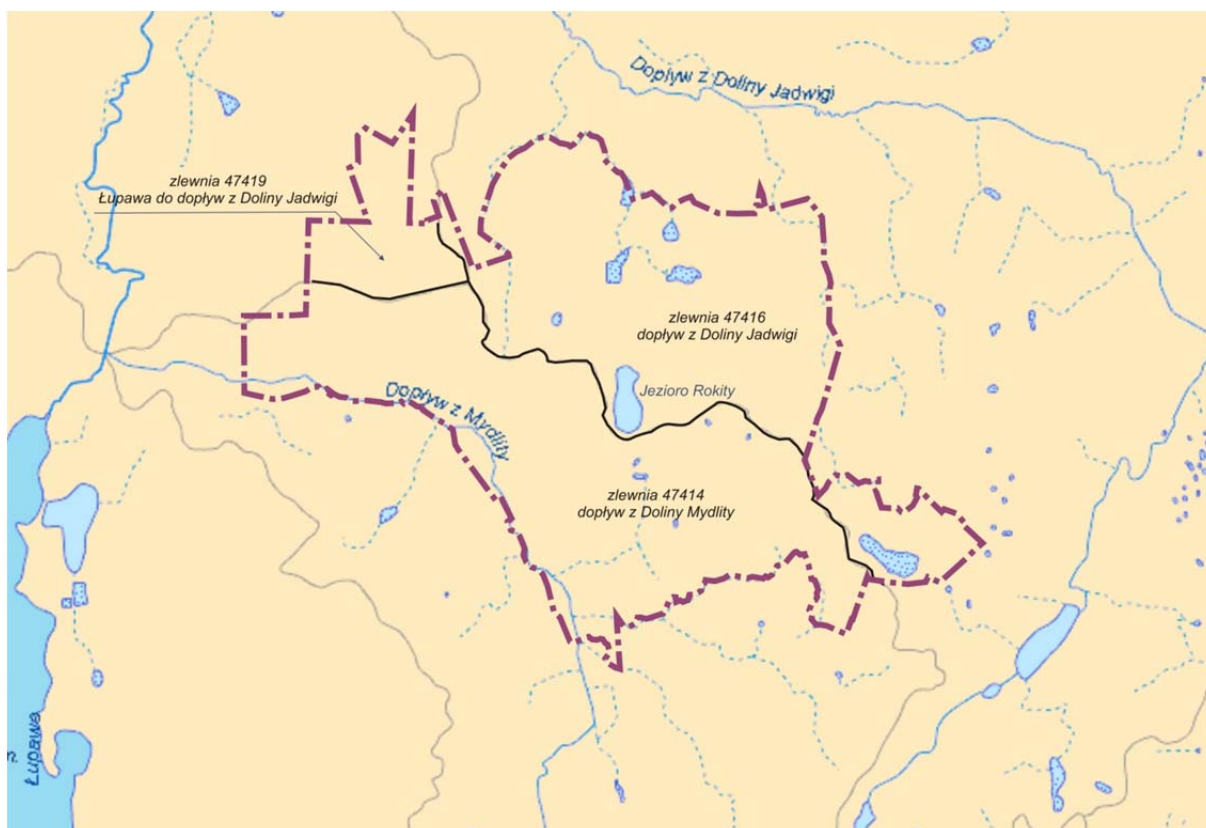 Dopływ z Doliny Jadwigi
zlewnia 47419
Łupawa do dopływ z Doliny Jadwigi
zlewnia 47416
dopływ z Doliny Jadwigi
Jezioro Rokity
Dopływ z Mydlity
zlewnia 47414
dopływ z Doliny Mydlity
Łupawa